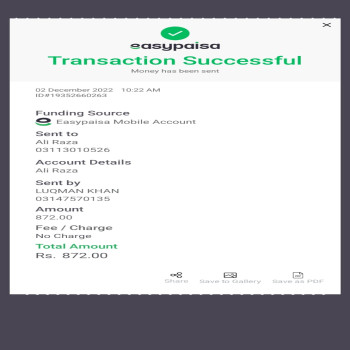 easypaisa
Transaction Successful
Money has been sent
02 December 2022 10:22 AM
ID#19352660263
Funding Source
e Easypaisa Mobile Account
Sent to
Ali Raza
03113010526
Account Details
Ali Raza
Sent by
LUQMAN KHAN
03147570135
Amount
872.00
Fee / Charge
No Charge
Total Amount
Rs. 872.00
Share Save to Gallery Save as PDF